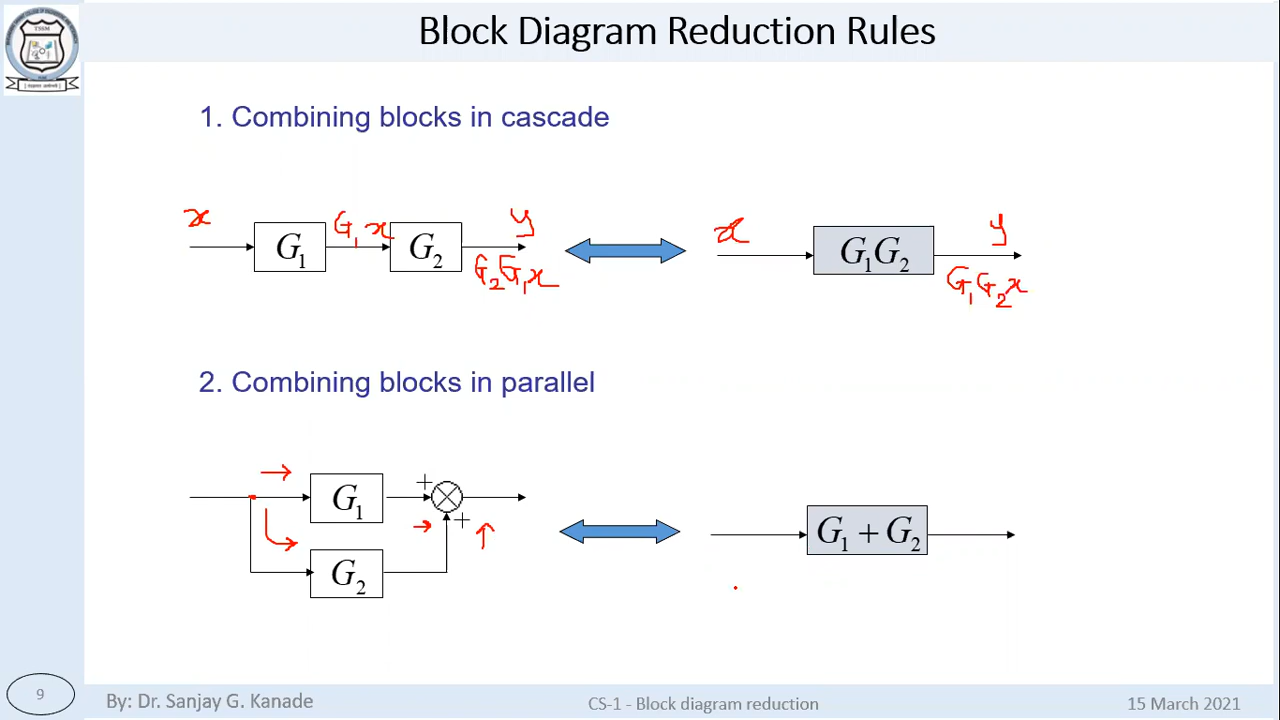 Block Diagram Reduction Rules
TSSM
1. Combining blocks in cascade
x G1 G1x G2 y
G2G1x
x G1G2 y
G1G2x
2. Combining blocks in parallel
+
G1
+
G2
G1 + G2
9
By: Dr. Sanjay G. Kanade
CS-1 - Block diagram reduction
15 March 2021